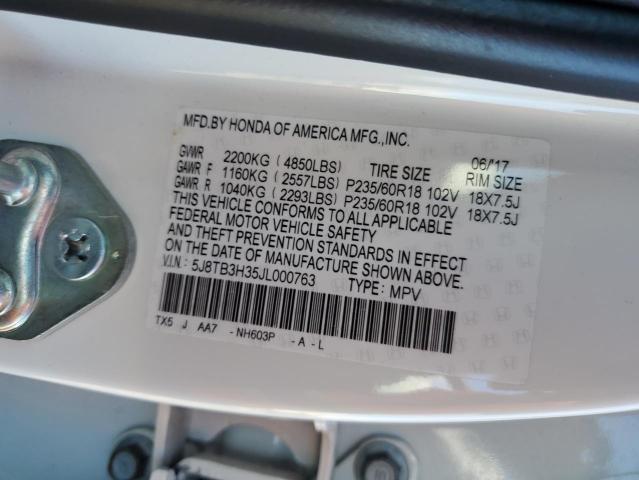 MFD.BY HONDA OF AMERICA MFG.,INC. 06/'17
GVWR 2200KG (4850LBS) TIRE SIZE RIM SIZE
GAWR F 1160KG (2557LBS) P235/60R18 102V 18X7.5J
GAWR R 1040KG (2293LBS) P235/60R18 102V 18X7.5J
THIS VEHICLE CONFORMS TO ALL APPLICABLE
FEDERAL MOTOR VEHICLE SAFETY
AND THEFT PREVENTION STANDARDS IN EFFECT
ON THE DATE OF MANUFACTURE SHOWN ABOVE.
V.I.N.: 5J8TB3H35JL000763 TYPE: MPV
TX5 J AA7 -NH603P -A-L